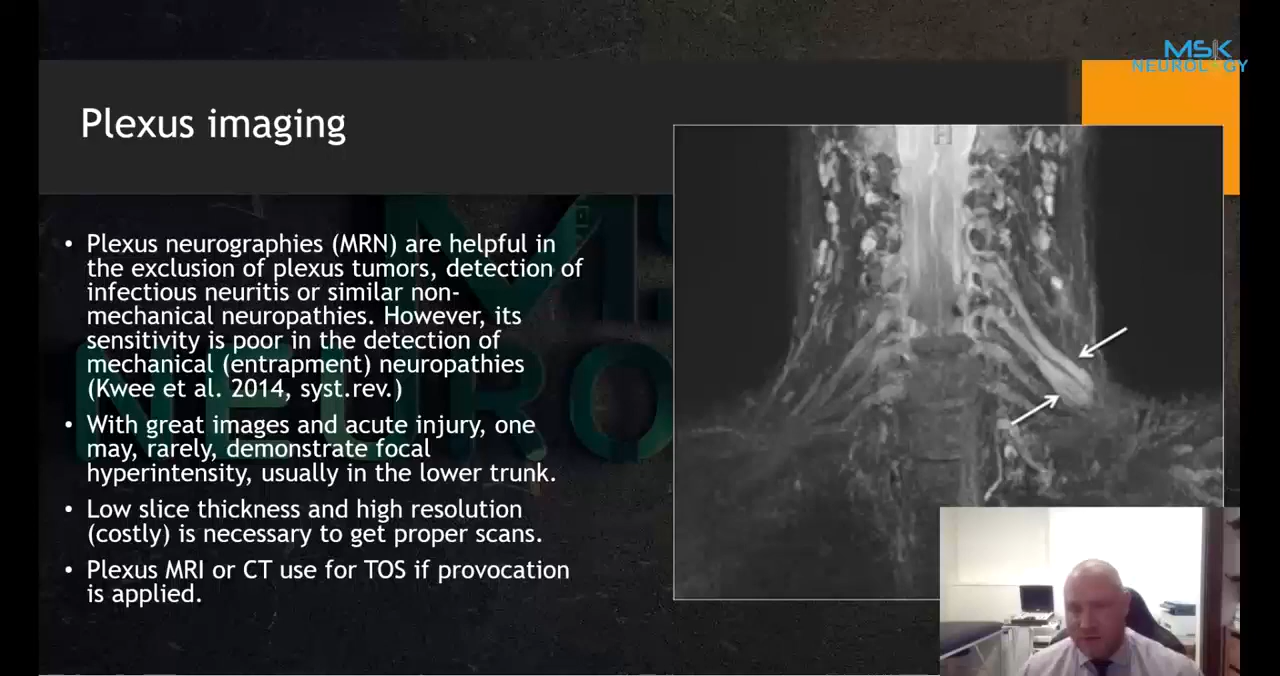 MSK
NEUROLOGY
Plexus imaging
H
• Plexus neurographies (MRN) are helpful in
the exclusion of plexus tumors, detection of
infectious neuritis or similar non-
mechanical neuropathies. However, its
sensitivity is poor in the detection of
mechanical (entrapment) neuropathies
(Kwee et al. 2014, syst.rev.)
• With great images and acute injury, one
may, rarely, demonstrate focal
hyperintensity, usually in the lower trunk.
• Low slice thickness and high resolution
(costly) is necessary to get proper scans.
• Plexus MRI or CT use for TOS if provocation
is applied.